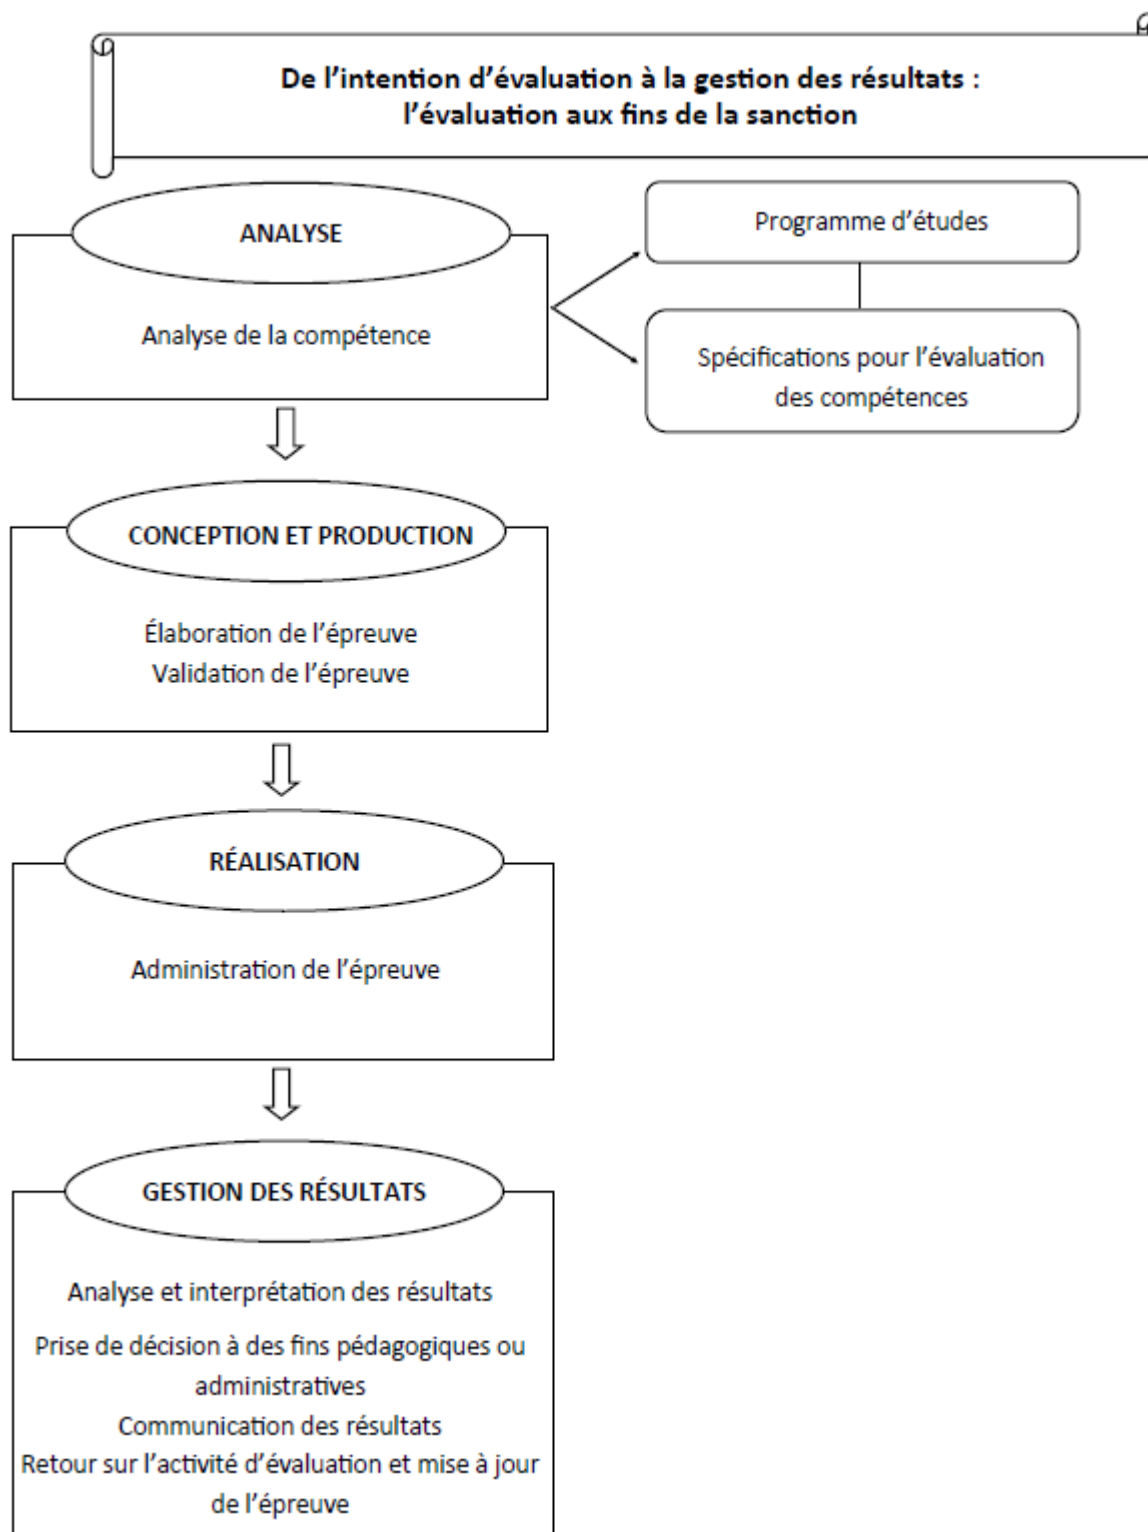 De l’intention d’évaluation à la gestion des résultats :
l’évaluation aux fins de la sanction
ANALYSE
Analyse de la compétence
Programme d’études
Spécifications pour l’évaluation
des compétences
CONCEPTION ET PRODUCTION
Élaboration de l’épreuve
Validation de l’épreuve
RÉALISATION
Administration de l’épreuve
GESTION DES RÉSULTATS
Analyse et interprétation des résultats
Prise de décision à des fins pédagogiques ou
administratives
Communication des résultats
Retour sur l’activité d’évaluation et mise à jour
de l’épreuve